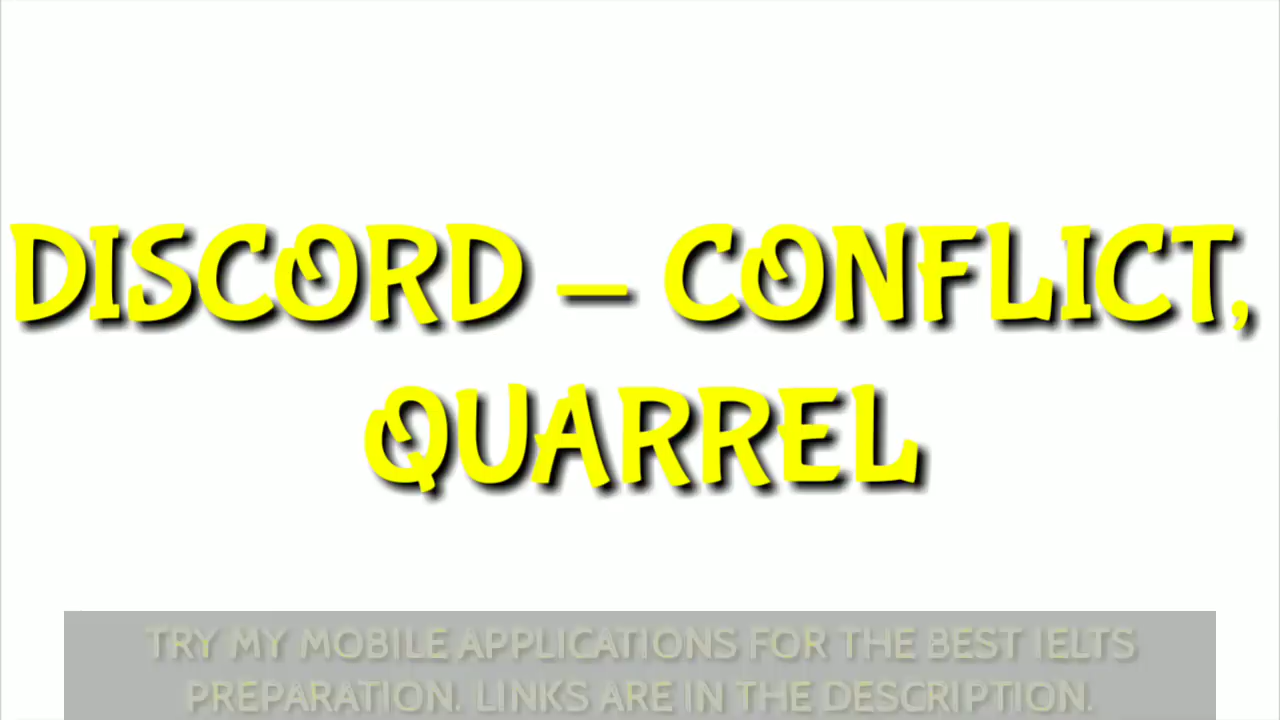 DISCORD – CONFLICT,
QUARREL
TRY MY MOBILE APPLICATIONS FOR THE BEST IELTS
PREPARATION. LINKS ARE IN THE DESCRIPTION.